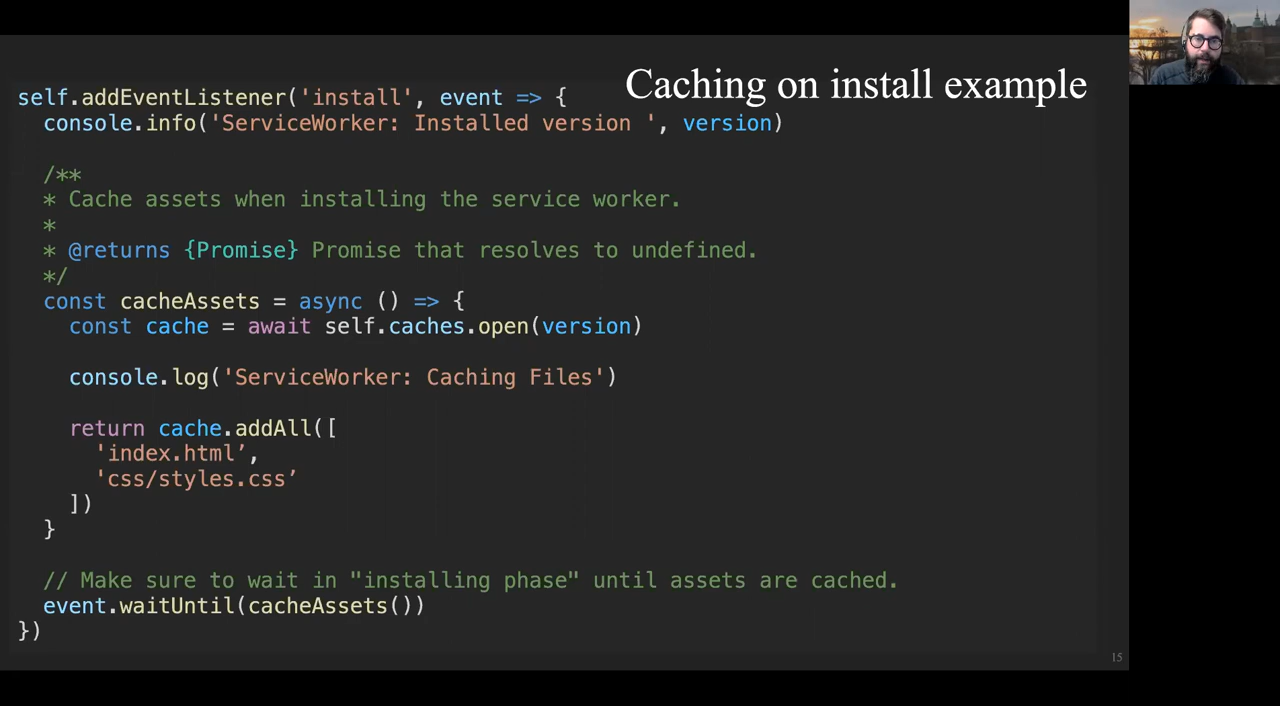 Caching on install example
self.addEventListener('install', event => {
  console.info('ServiceWorker: Installed version ', version)

  /**
  * Cache assets when installing the service worker.
  *
  * @returns {Promise} Promise that resolves to undefined.
  */
  const cacheAssets = async () => {
    const cache = await self.caches.open(version)

    console.log('ServiceWorker: Caching Files')

    return cache.addAll([
      'index.html’,
      'css/styles.css’
    ])
  }

  // Make sure to wait in "installing phase" until assets are cached.
  event.waitUntil(cacheAssets())
})
15